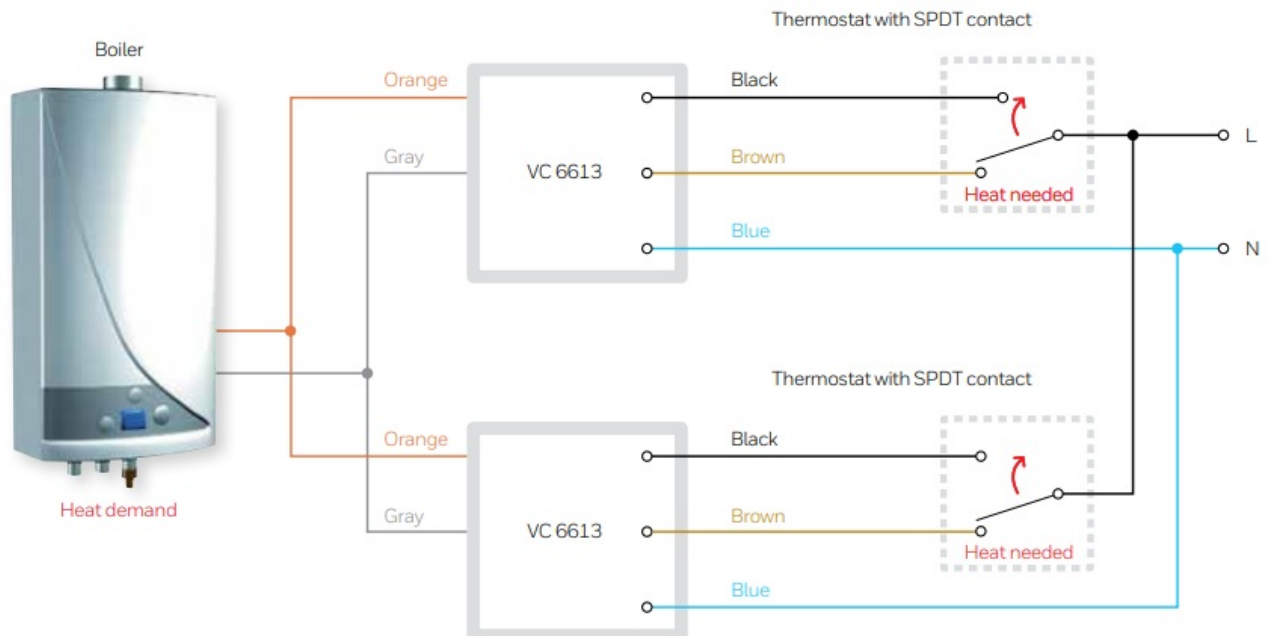 Thermostat with SPDT contact
Boiler
Orange
Black
L
Gray
VC 6613
Brown
Heat needed
Blue
N
Thermostat with SPDT contact
Orange
Black
Heat demand
Gray
VC 6613
Brown
Heat needed
Blue